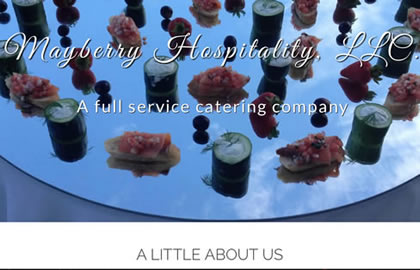 Mayberry Hospitality, LLC.
A full service catering company
A LITTLE ABOUT US